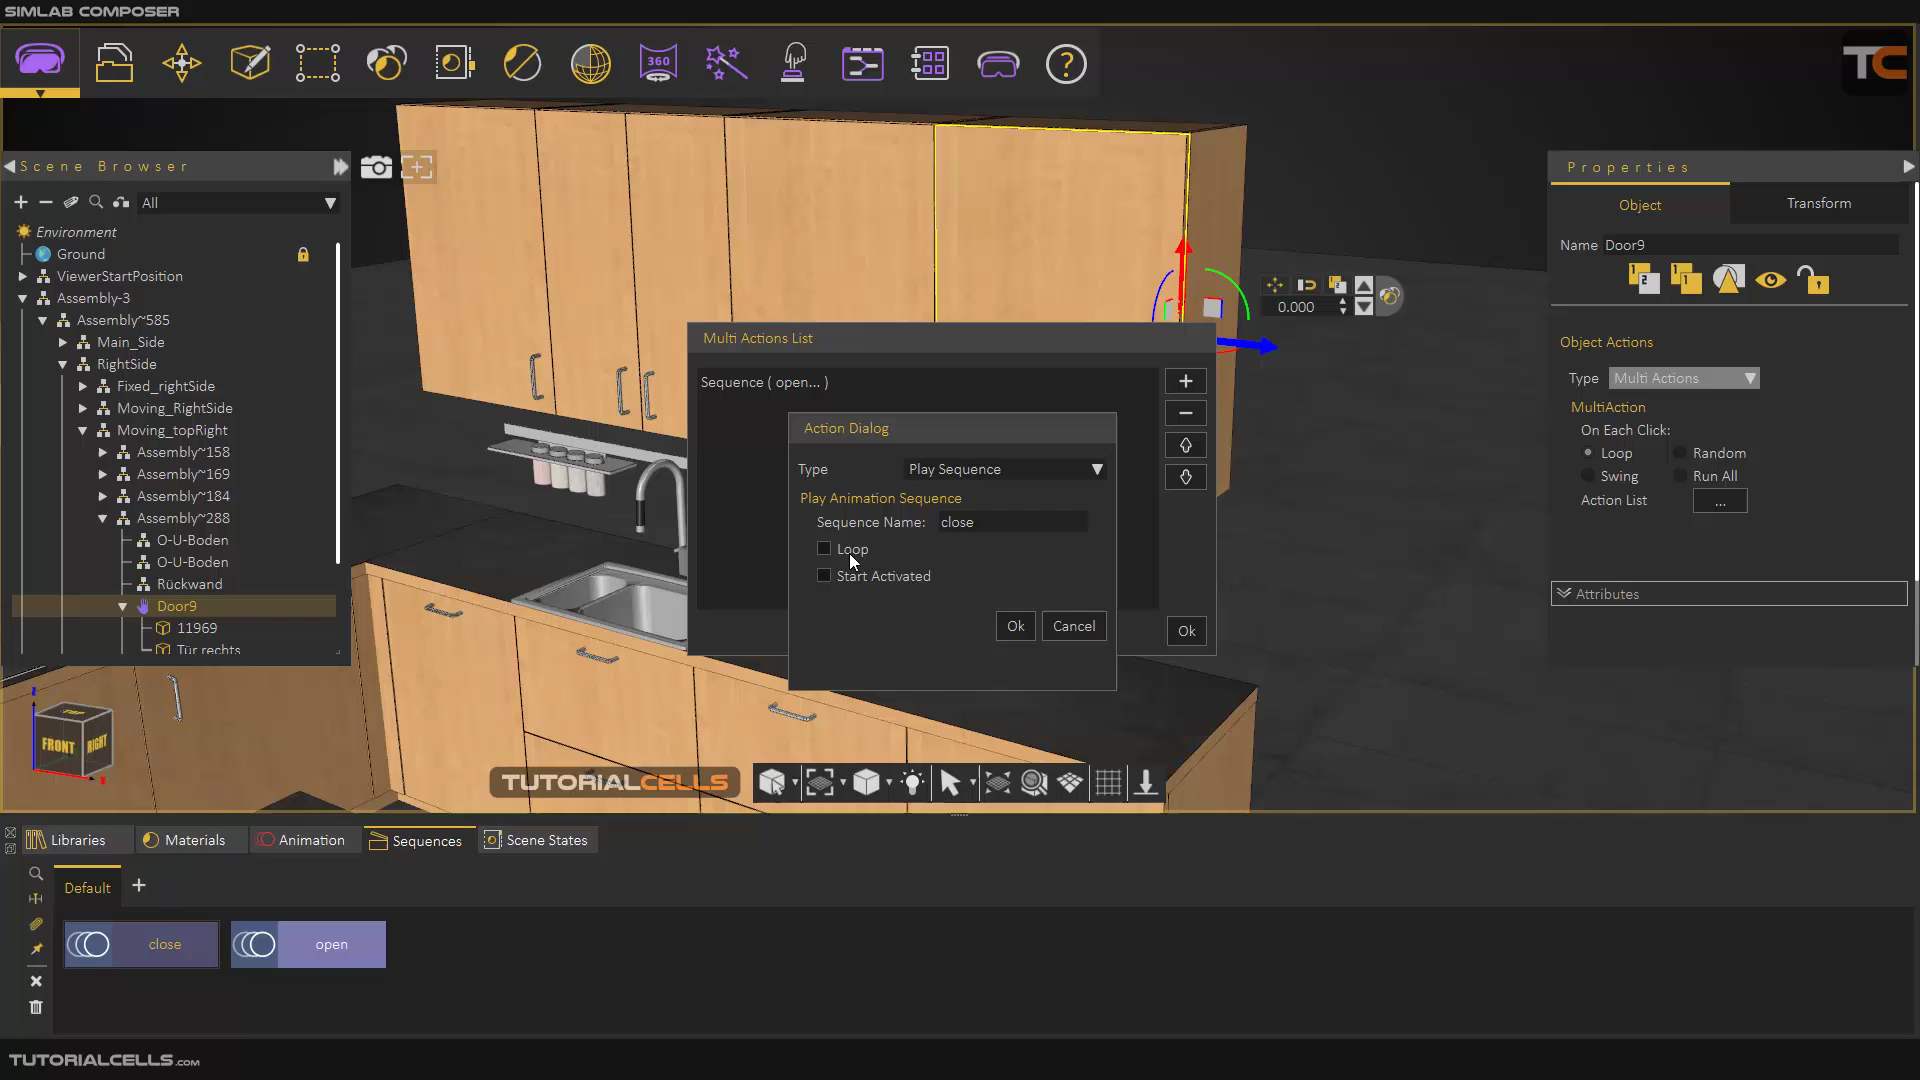 SIMLAB COMPOSER
360
TC
Scene Browser
All
Environment
Ground
ViewerStartPosition
Assembly-3
Assembly~585
Main_Side
RightSide
Fixed_rightSide
Moving_RightSide
Moving_topRight
Assembly~158
Assembly~169
Assembly~184
Assembly~288
O-U-Boden
O-U-Boden
Rückwand
Door9
11969
Tür rechts
0.000
Multi Actions List
Sequence ( open... )
Action Dialog
Type Play Sequence
Play Animation Sequence
Sequence Name: close
Loop
Start Activated
Ok Cancel
Ok
Properties
Object Transform
Name Door9
Object Actions
Type Multi Actions
MultiAction
On Each Click:
Loop Random
Swing Run All
Action List ...
Attributes
TOP
FRONT RIGHT
TUTORIALCELLS
Libraries Materials Animation Sequences Scene States
Default
close open
TUTORIALCELLS.com